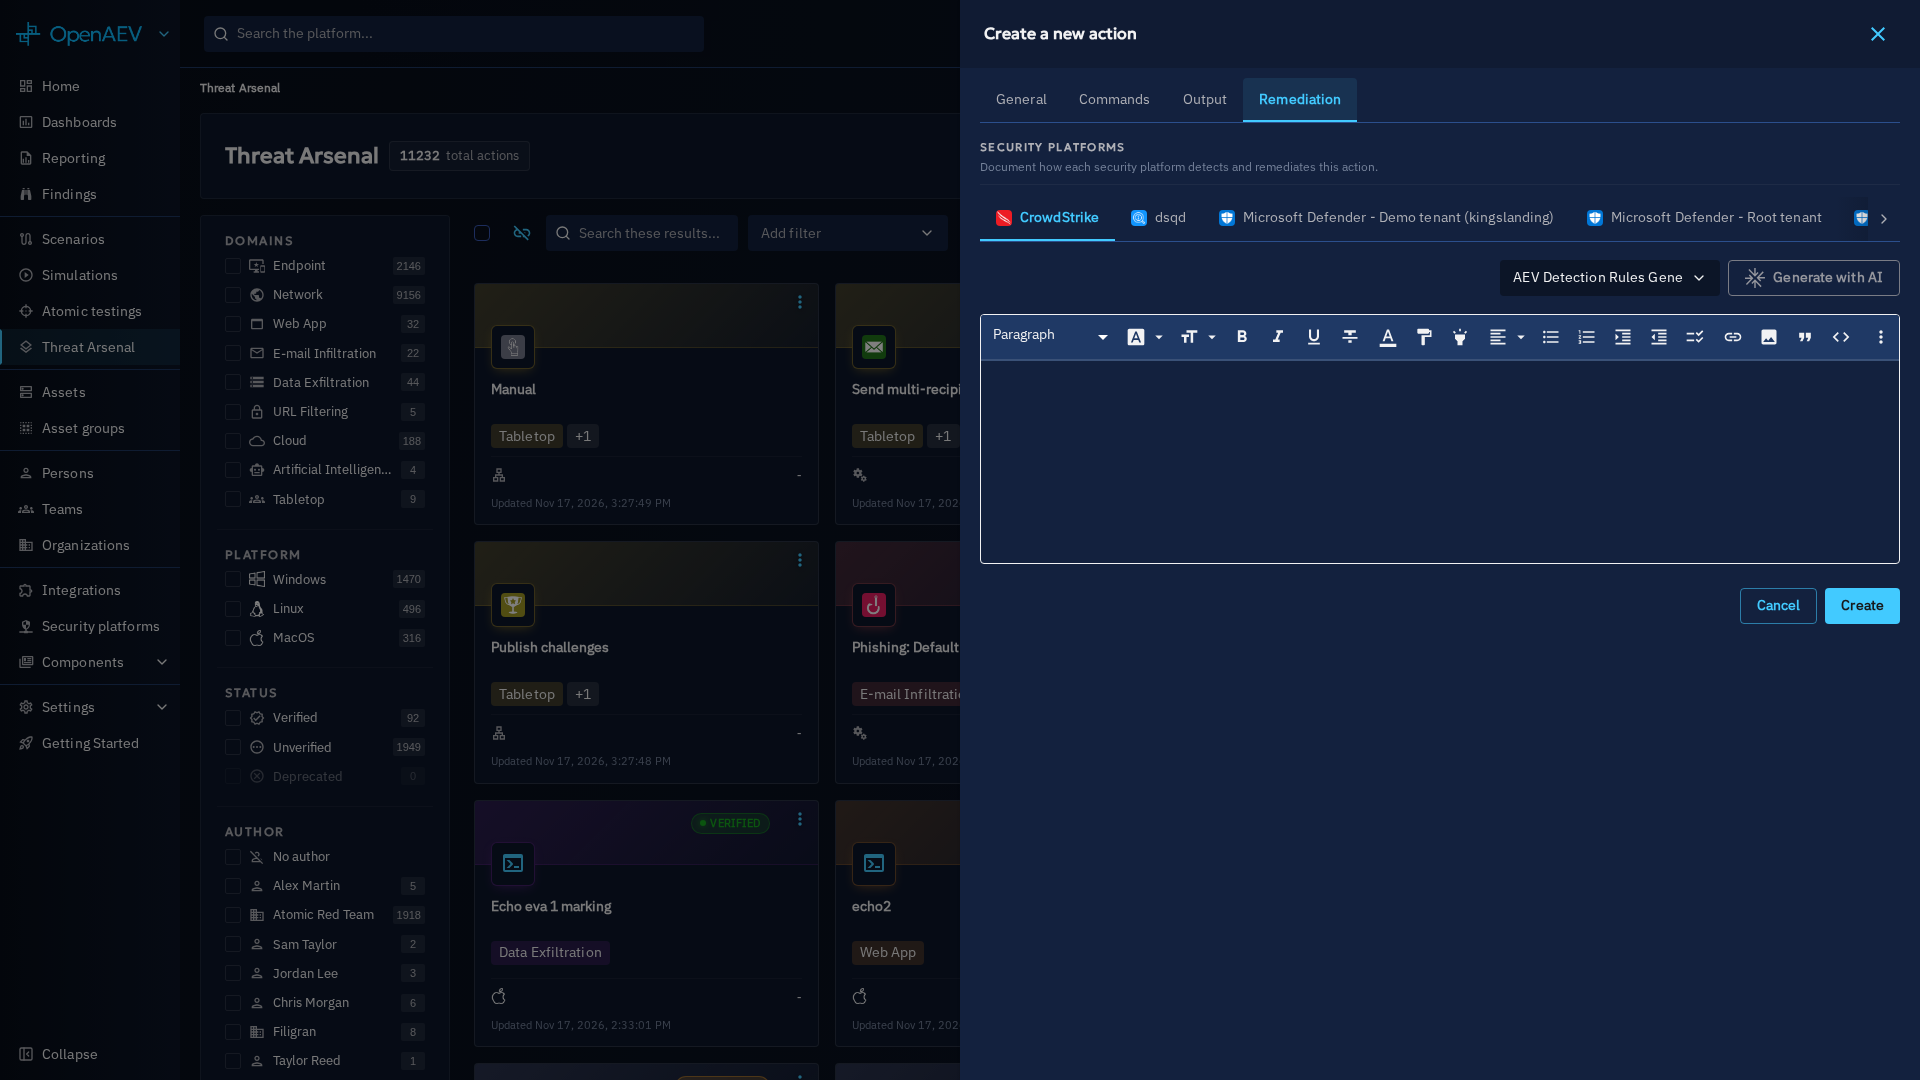 OpenAEV
Search the platform...
Home
Dashboards
Reporting
Findings
Scenarios
Simulations
Atomic testings
Threat Arsenal
Assets
Asset groups
Persons
Teams
Organizations
Integrations
Security platforms
Components
Settings
Getting Started
Collapse
Threat Arsenal
Threat Arsenal
11232 total actions
DOMAINS
Endpoint 2146
Network 9156
Web App 32
E-mail Infiltration 22
Data Exfiltration 44
URL Filtering 5
Cloud 188
Artificial Intelligen... 4
Tabletop 9
PLATFORM
Windows 1470
Linux 496
MacOS 316
STATUS
Verified 92
Unverified 1949
Deprecated 0
AUTHOR
No author
Alex Martin 5
Atomic Red Team 1918
Sam Taylor 2
Jordan Lee 3
Chris Morgan 6
Filigran 8
Taylor Reed 1
Search these results...
Add filter
Manual
Tabletop +1
-
Updated Nov 17, 2026, 3:27:49 PM
Send multi-recipi
Tabletop +1
Updated Nov 17, 202
Publish challenges
Tabletop +1
-
Updated Nov 17, 2026, 3:27:48 PM
Phishing: Default
E-mail Infiltratio
Updated Nov 17, 202
VERIFIED
Echo eva 1 marking
Data Exfiltration
-
Updated Nov 17, 2026, 2:33:01 PM
echo2
Web App
Updated Nov 17, 202
Create a new action
General Commands Output Remediation
SECURITY PLATFORMS
Document how each security platform detects and remediates this action.
CrowdStrike dsqd Microsoft Defender - Demo tenant (kingslanding) Microsoft Defender - Root tenant
AEV Detection Rules Gene
Generate with AI
Paragraph
Cancel
Create